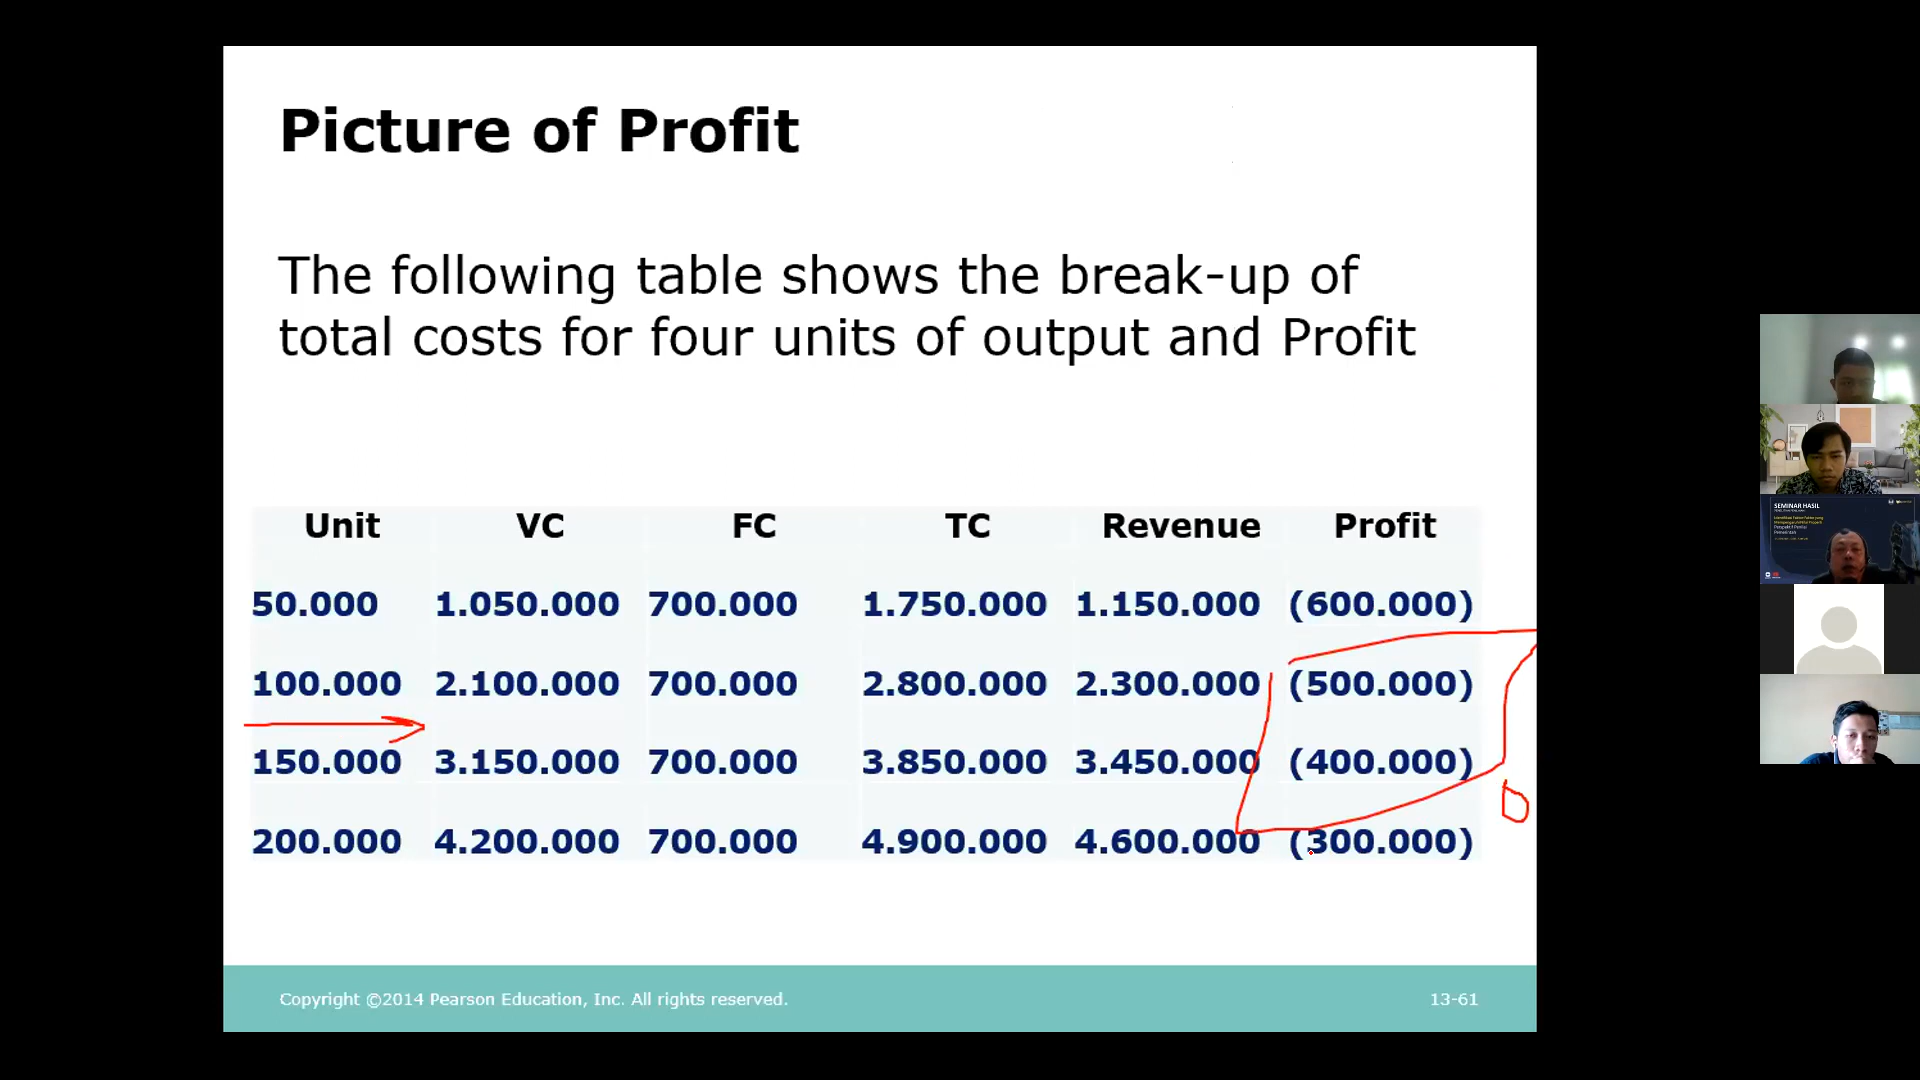 Picture of Profit
The following table shows the break-up of
total costs for four units of output and Profit
Unit VC FC TC Revenue Profit
50.000 1.050.000 700.000 1.750.000 1.150.000 (600.000)
100.000 2.100.000 700.000 2.800.000 2.300.000 (500.000)
150.000 3.150.000 700.000 3.850.000 3.450.000 (400.000)
200.000 4.200.000 700.000 4.900.000 4.600.000 (300.000)
Copyright ©2014 Pearson Education, Inc. All rights reserved. 13-61
SEMINAR HASIL